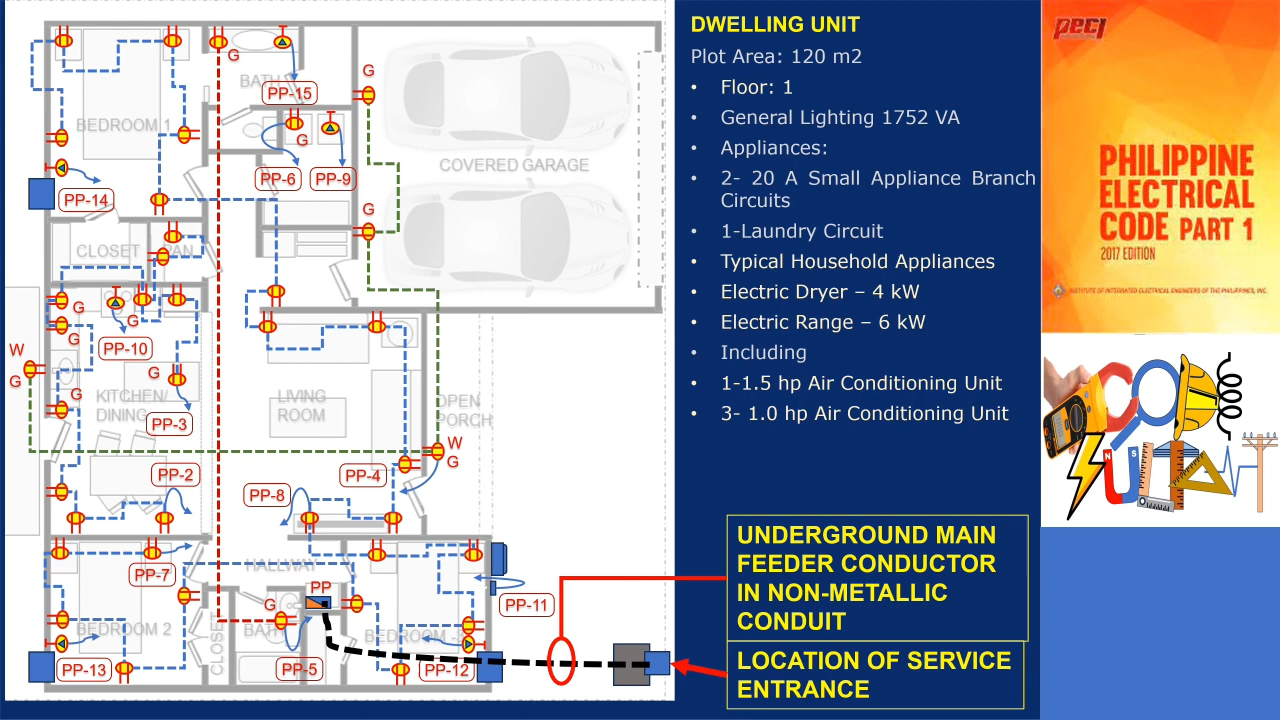 G
BATH
PP-15
G
BEDROOM 1
G
COVERED GARAGE
PP-6
PP-9
PP-14
G
CLOSET
PAN
G
G
G
PP-10
W
G
G
G
KITCHEN/
DINING
PP-3
LIVING
ROOM
OPEN
PORCH
W
G
PP-2
PP-4
PP-8
HALLWAY
PP-7
PP
G
PP-11
BEDROOM 2
CLOSET
BATH
BEDROOM -3
PP-13
PP-5
PP-12
DWELLING UNIT
Plot Area: 120 m2
• Floor: 1
• General Lighting 1752 VA
• Appliances:
• 2- 20 A Small Appliance Branch
Circuits
• 1-Laundry Circuit
• Typical Household Appliances
• Electric Dryer – 4 kW
• Electric Range – 6 kW
• Including
• 1-1.5 hp Air Conditioning Unit
• 3- 1.0 hp Air Conditioning Unit
UNDERGROUND MAIN
FEEDER CONDUCTOR
IN NON-METALLIC
CONDUIT
LOCATION OF SERVICE
ENTRANCE
PHILIPPINE
ELECTRICAL
CODE PART 1
2017 EDITION
INSTITUTE OF INTEGRATED ELECTRICAL ENGINEERS OF THE PHILIPPINES, INC.
N
S